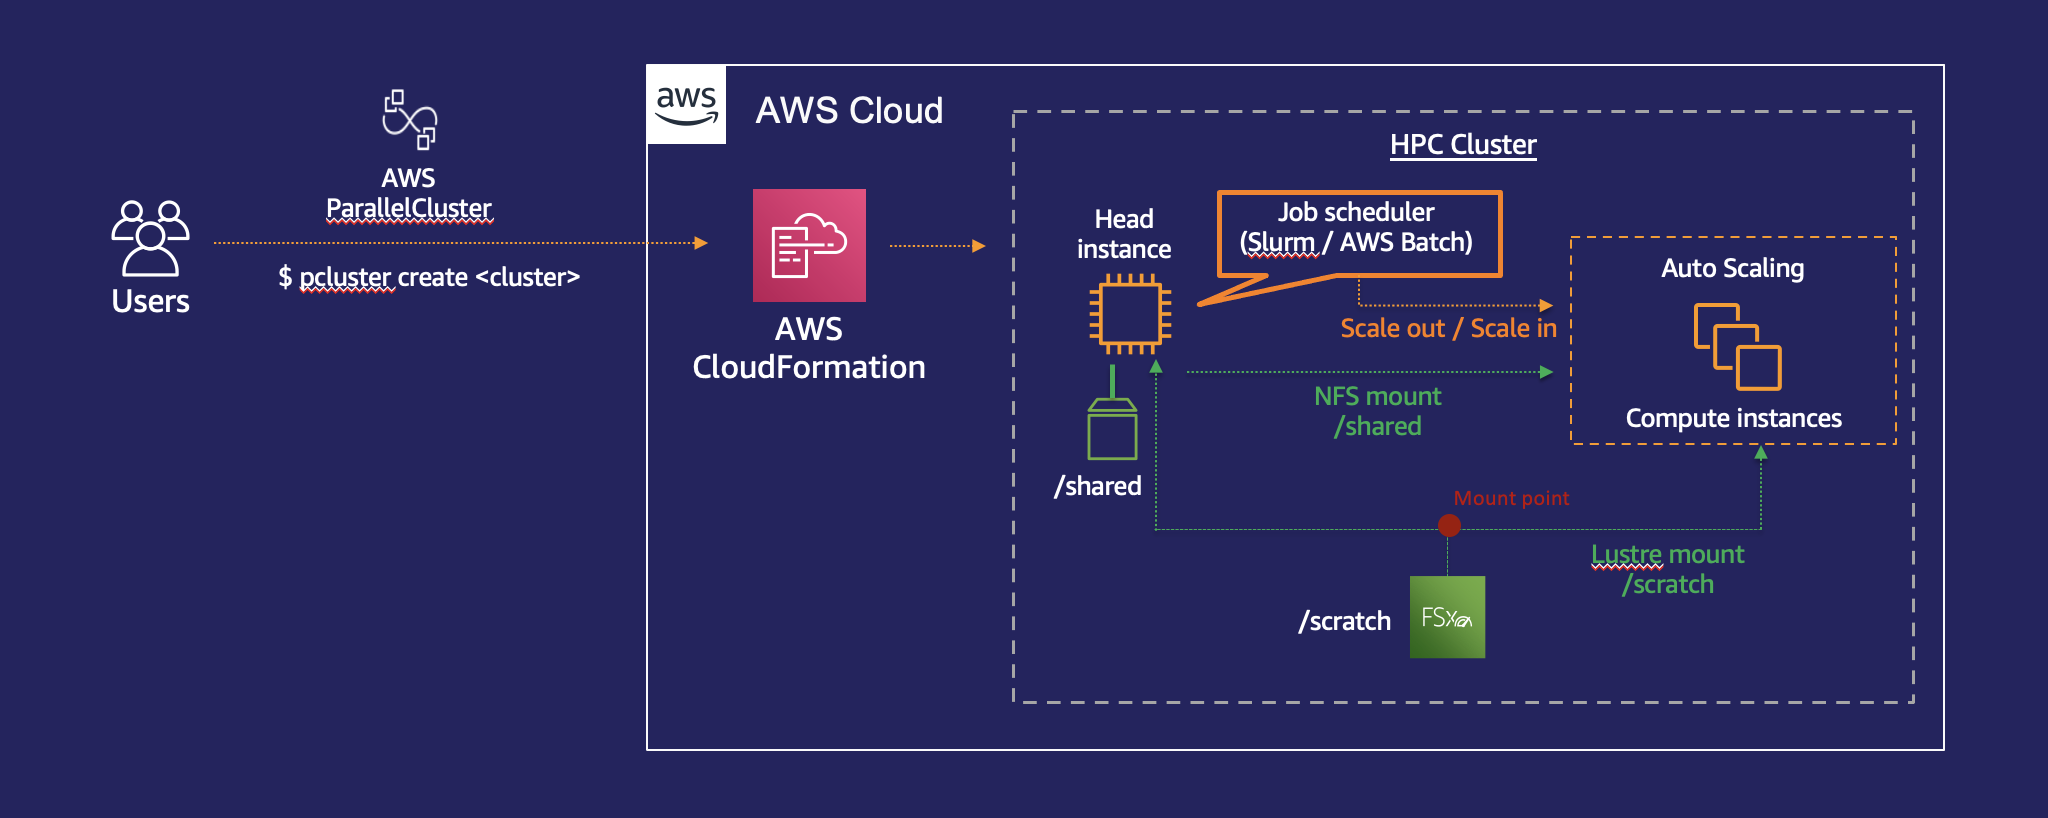 aws
AWS Cloud
AWS
ParallelCluster
$ pcluster create <cluster>
Users
AWS
CloudFormation
HPC Cluster
Head
instance
Job scheduler
(Slurm / AWS Batch)
Scale out / Scale in
Auto Scaling
Compute instances
NFS mount
/shared
/shared
Mount point
Lustre mount
/scratch
/scratch
FSx